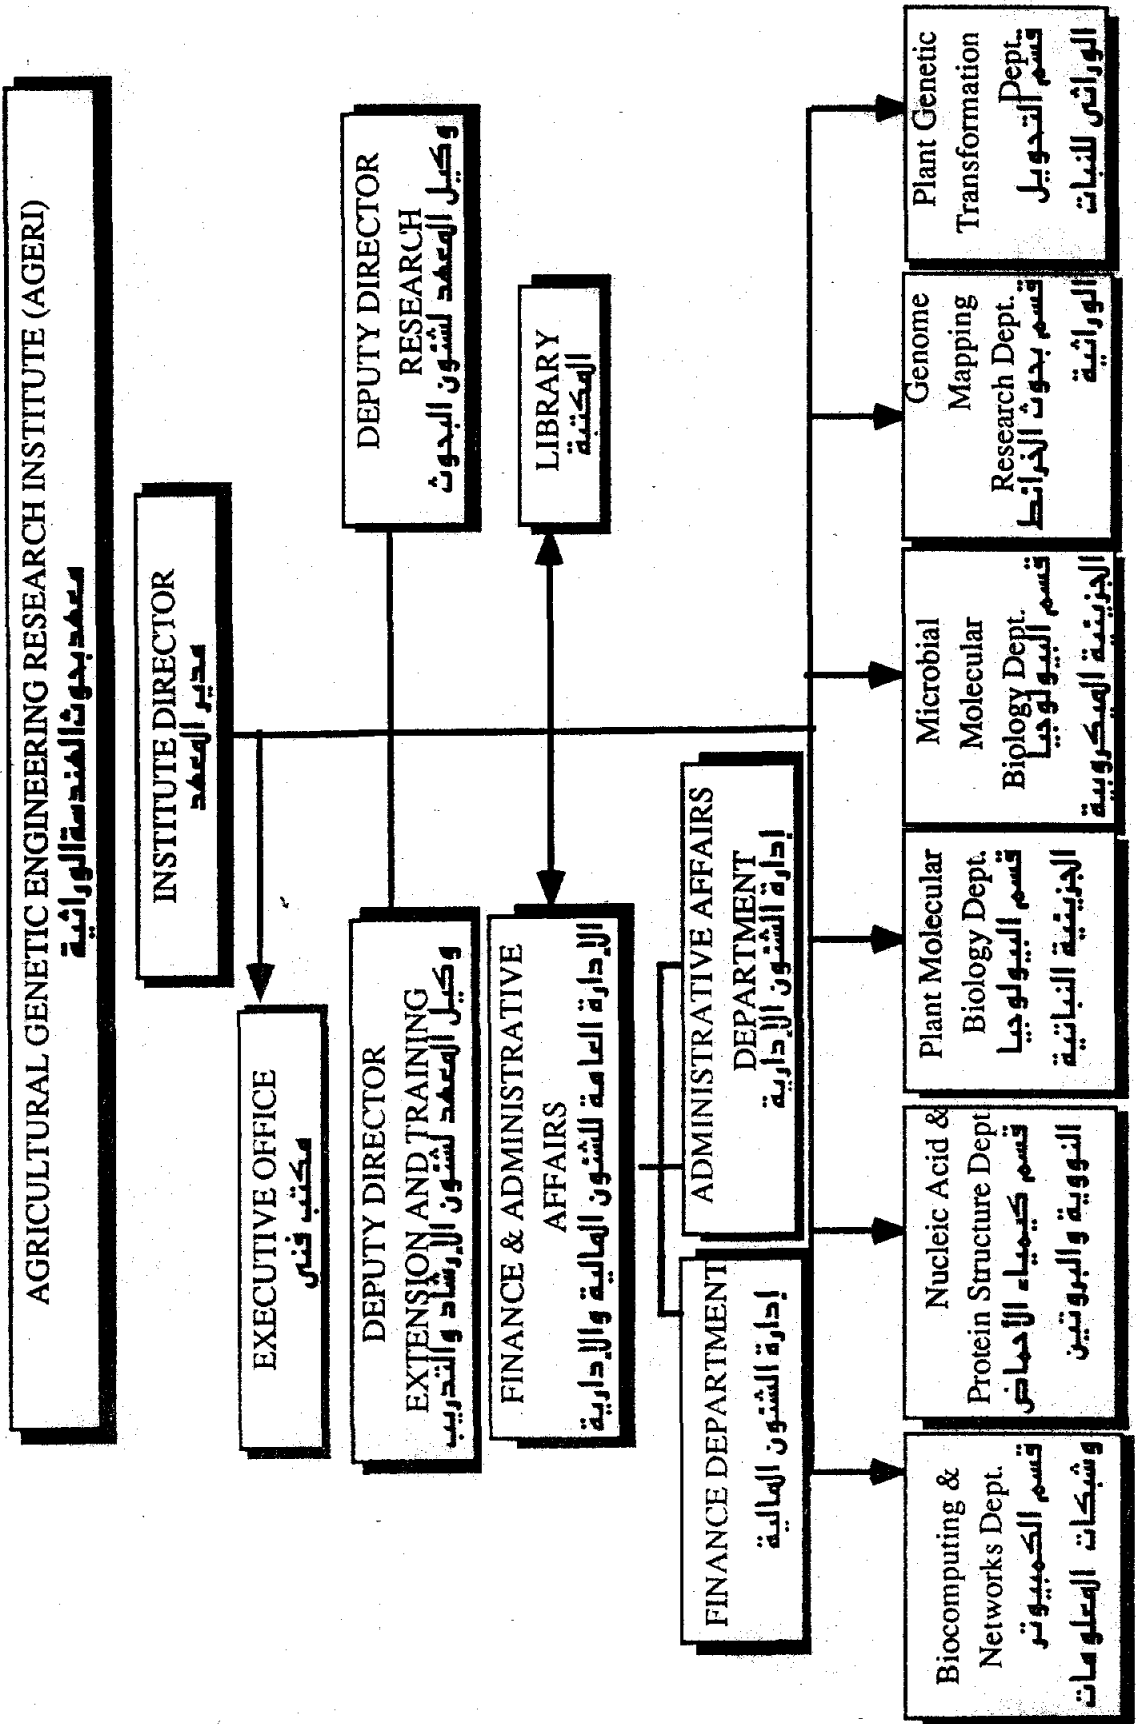 AGRICULTURAL GENETIC ENGINEERING RESEARCH INSTITUTE (AGERI)
معهد بحوث الهندسة الوراثية
INSTITUTE DIRECTOR
مدير المعهد
EXECUTIVE OFFICE
مكتب فنى
DEPUTY DIRECTOR
EXTENSION AND TRAINING
وكيل المعهد لشئون الإرشاد والتدريب
DEPUTY DIRECTOR
RESEARCH
وكيل المعهد لشئون البحوث
FINANCE & ADMINISTRATIVE
AFFAIRS
الإدارة العامة للشئون المالية والإدارية
LIBRARY
المكتبة
FINANCE DEPARTMENT
إدارة الشئون المالية
ADMINISTRATIVE AFFAIRS
DEPARTMENT
إدارة الشئون الإدارية
Biocomputing &
Networks Dept.
قسم الكمبيوتر
وشبكات المعلومات
Nucleic Acid &
Protein Structure Dept
قسم كيمياء الأحماض
النووية والبروتين
Plant Molecular
Biology Dept.
قسم البيولوجيا
الجزيئية النباتية
Microbial
Molecular
Biology Dept.
قسم البيولوجيا
الجزيئية الميكروبية
Genome
Mapping
Research Dept.
قسم بحوث الخرائط
الوراثية
Plant Genetic
Transformation
Dept.
قسم التحويل
الوراثى للنبات